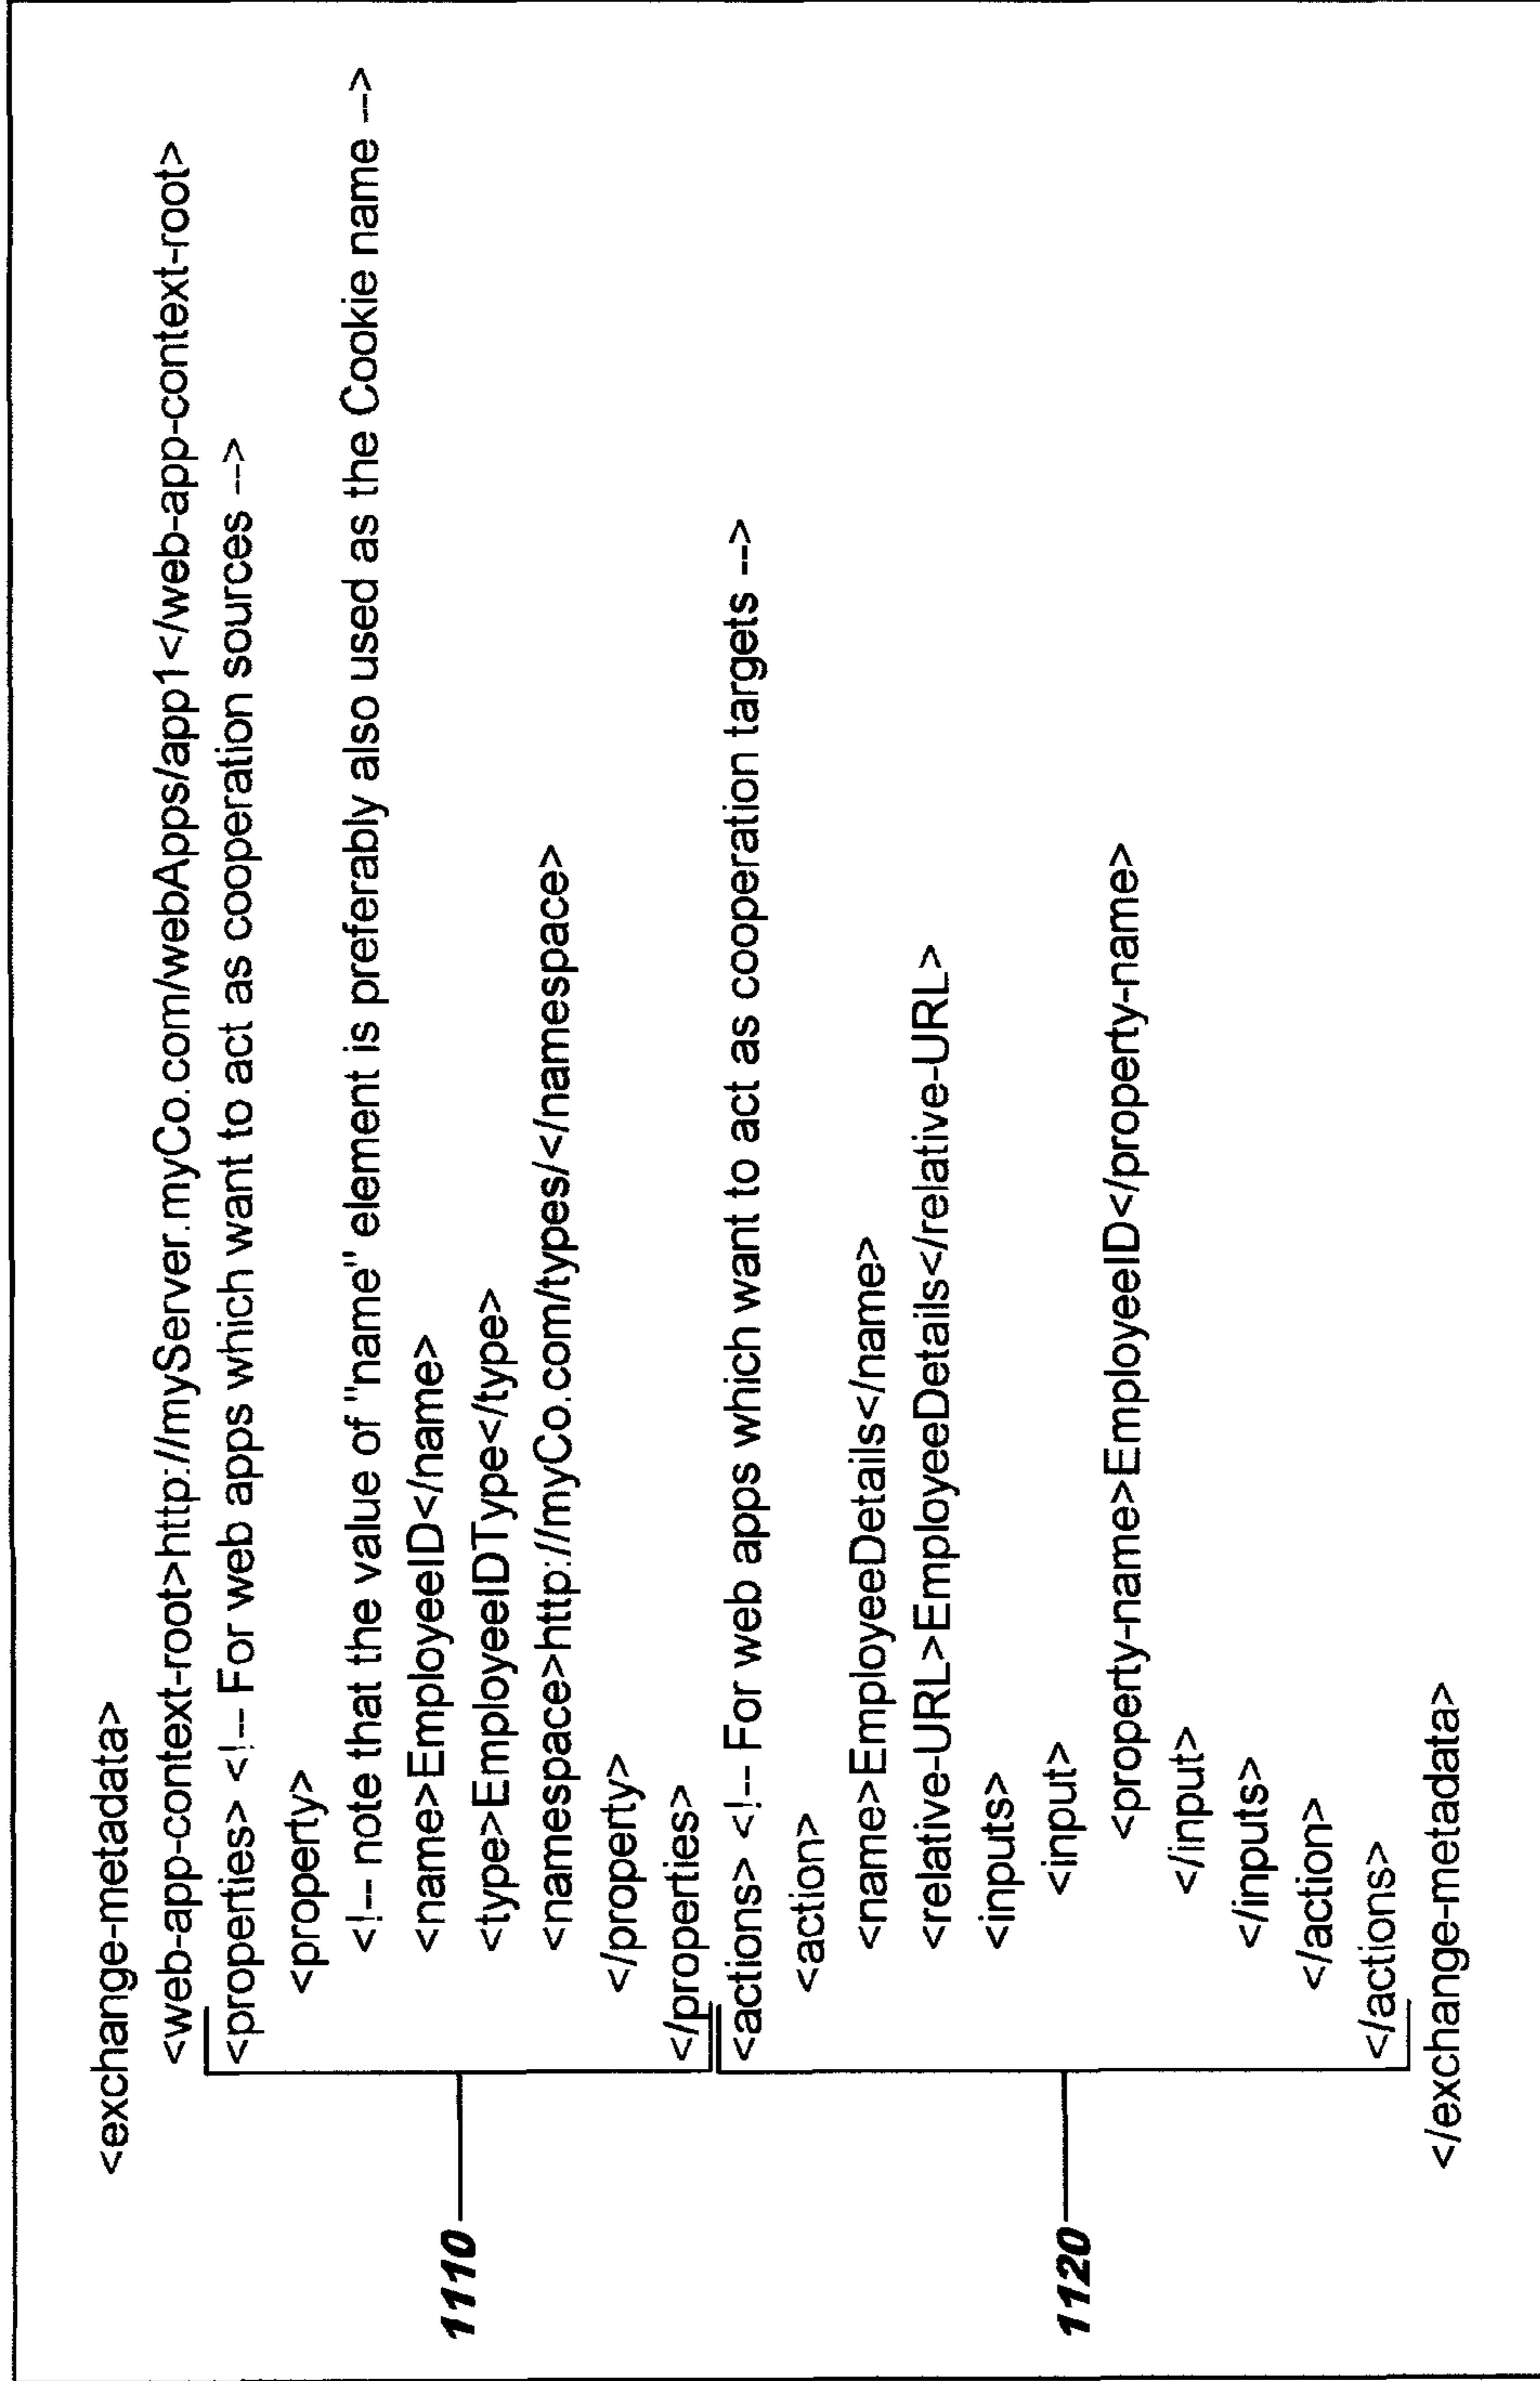 <exchange-metadata>
<web-app-context-root>http://myServer.myCo.com/webApps/app1</web-app-context-root>
<properties> <!-- For web apps which want to act as cooperation sources -->
<property>
<!-- note that the value of "name" element is preferably also used as the Cookie name -->
<name>EmployeeID</name>
<type>EmployeeIDType</type>
<namespace>http://myCo.com/types/</namespace>
</property>
</properties>
1110
<actions> <!-- For web apps which want to act as cooperation targets -->
<action>
<name>EmployeeDetails</name>
<relative-URL>EmployeeDetails</relative-URL>
<inputs>
<input>
<property-name>EmployeeID</property-name>
</input>
</inputs>
</action>
</actions>
1120
</exchange-metadata>